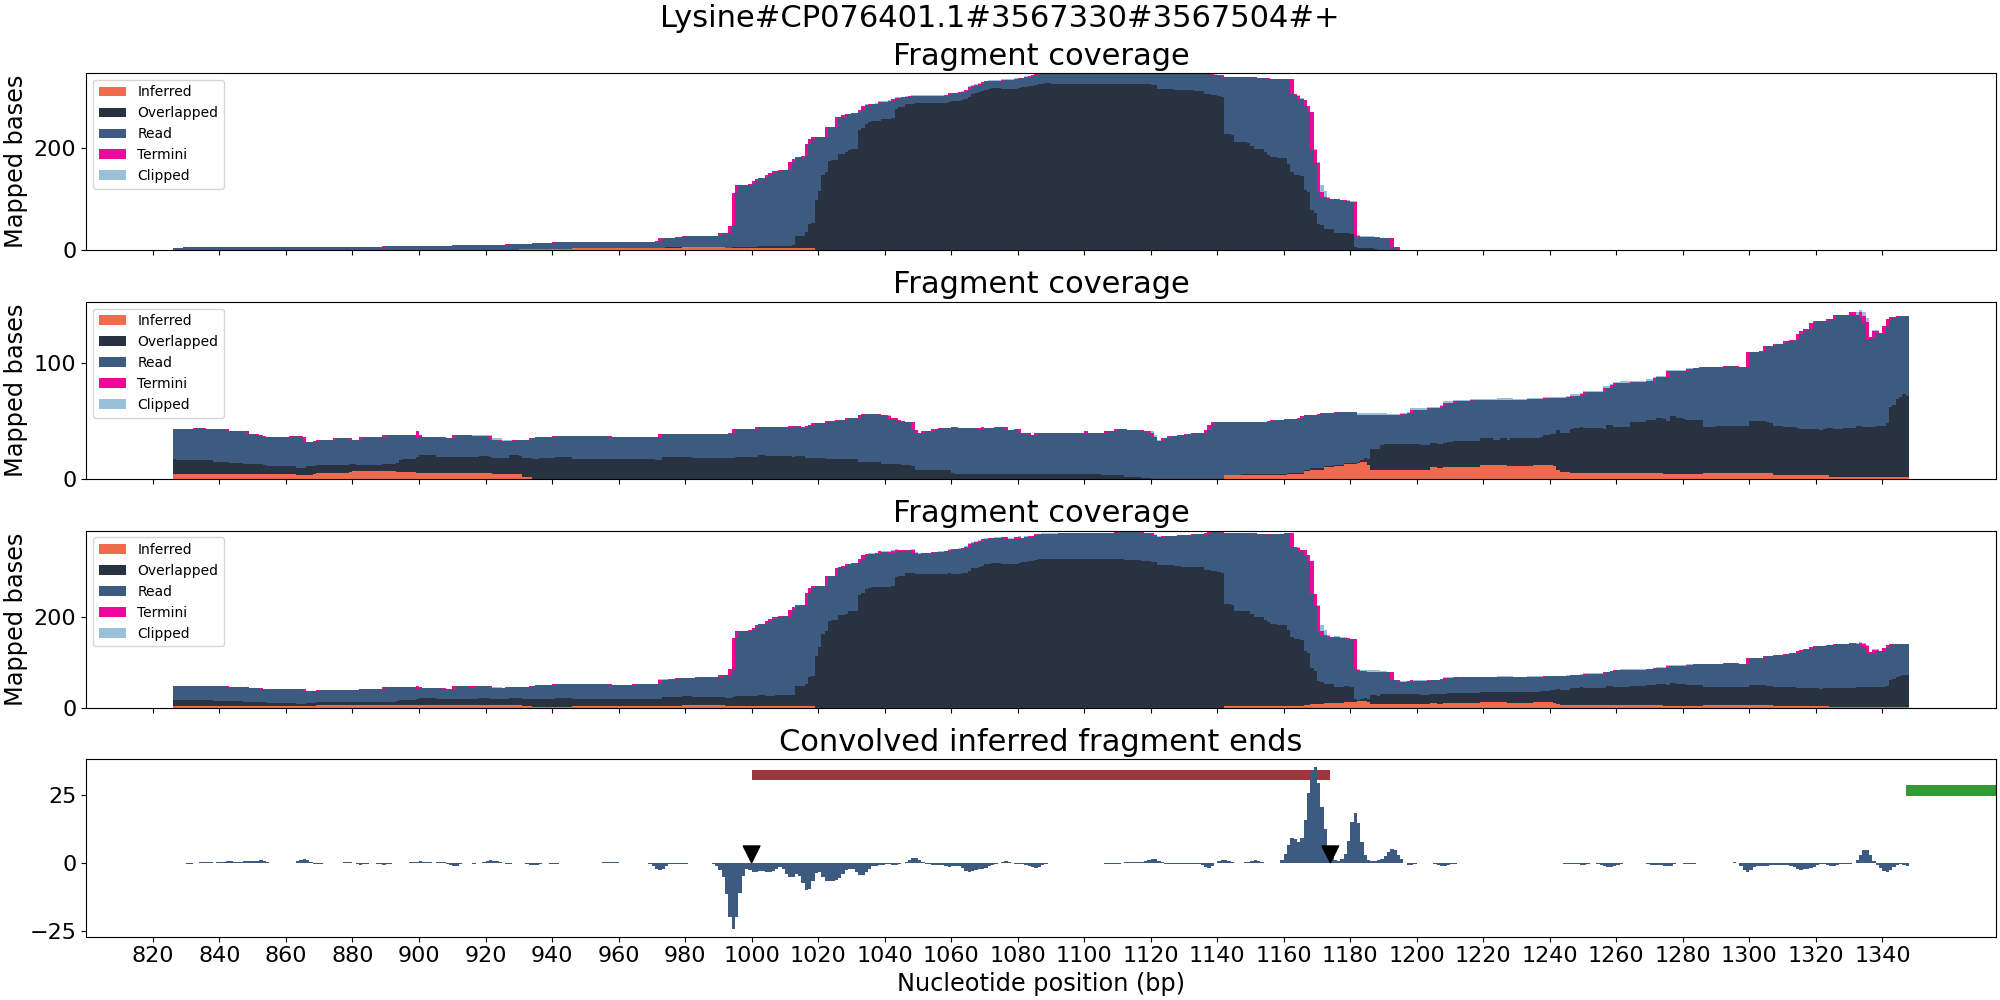 Lysine#CP076401.1#3567330#3567504#+
Fragment coverage
Mapped bases
200
0
Inferred
Overlapped
Read
Termini
Clipped
Fragment coverage
Mapped bases
100
0
Inferred
Overlapped
Read
Termini
Clipped
Fragment coverage
Mapped bases
200
0
Inferred
Overlapped
Read
Termini
Clipped
Convolved inferred fragment ends
25
0
−25
820 840 860 880 900 920 940 960 980 1000 1020 1040 1060 1080 1100 1120 1140 1160 1180 1200 1220 1240 1260 1280 1300 1320 1340
Nucleotide position (bp)